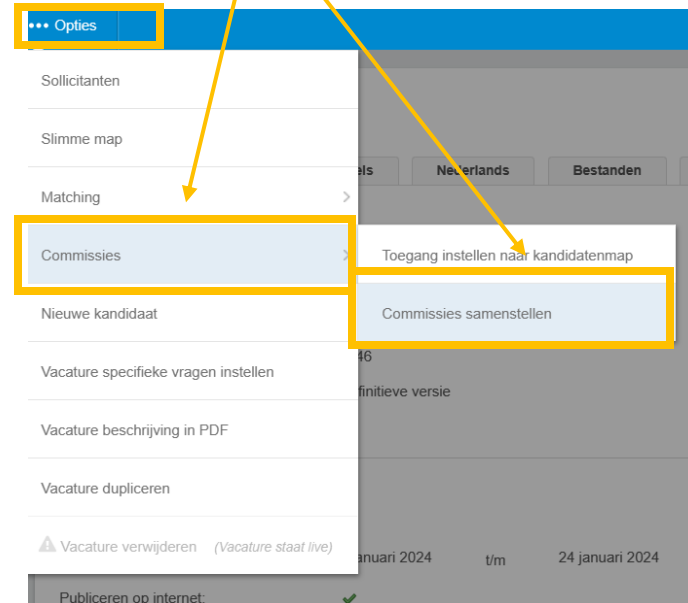 ••• Opties
Sollicitanten
Slimme map
Nederlands Bestanden
Matching
Commissies
Toegang instellen naar kandidatenmap
Nieuwe kandidaat
Commissies samenstellen
46
Vacature specifieke vragen instellen
finitieve versie
Vacature beschrijving in PDF
Vacature dupliceren
Vacature verwijderen (Vacature staat live)
anuari 2024 t/m 24 januari 2024
Publiceren op internet: